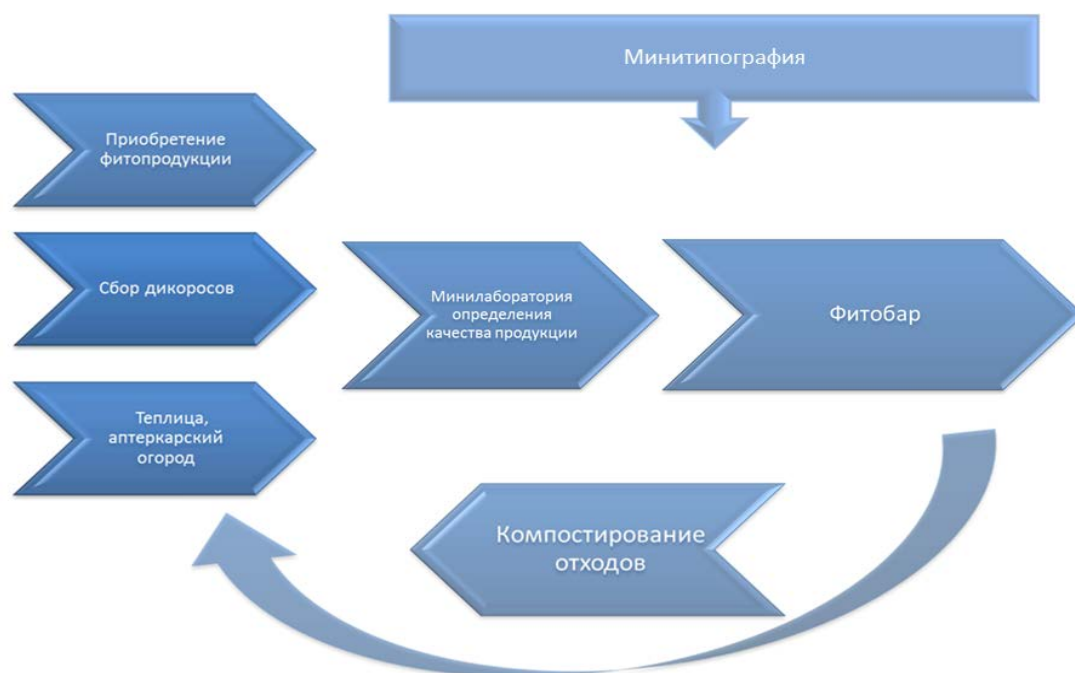 Минитипография
Приобретение
фитопродукции
Сбор дикоросов
Минилаборатория
определения
качества продукции
Фитобар
Теплица,
аптеркарский
огород
Компостирование
отходов